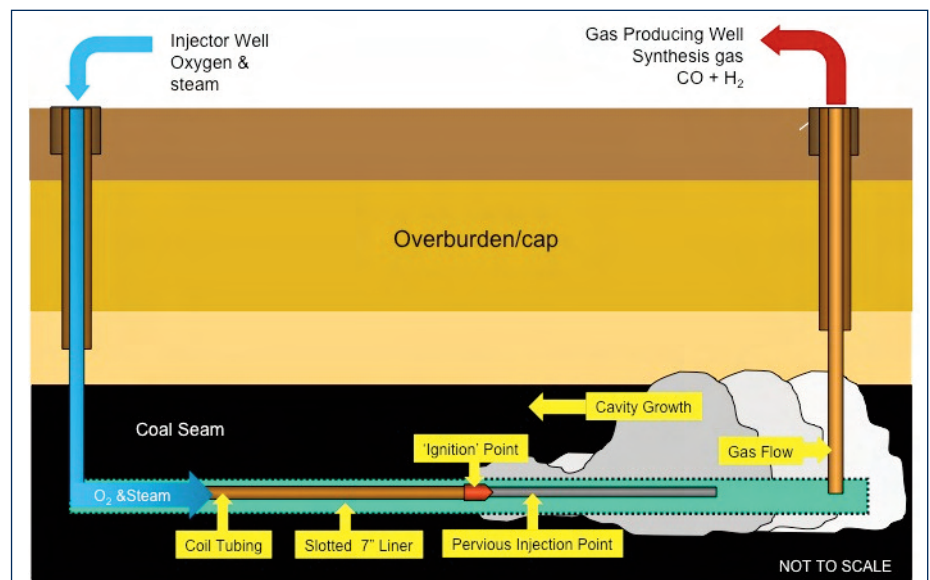 Injector Well
Oxygen &
steam
Gas Producing Well
Synthesis gas
CO + H₂
Overburden/cap
Cavity Growth
Coal Seam
'Ignition' Point
Gas Flow
O₂ &Steam
Coil Tubing
Slotted 7" Liner
Pervious Injection Point
NOT TO SCALE